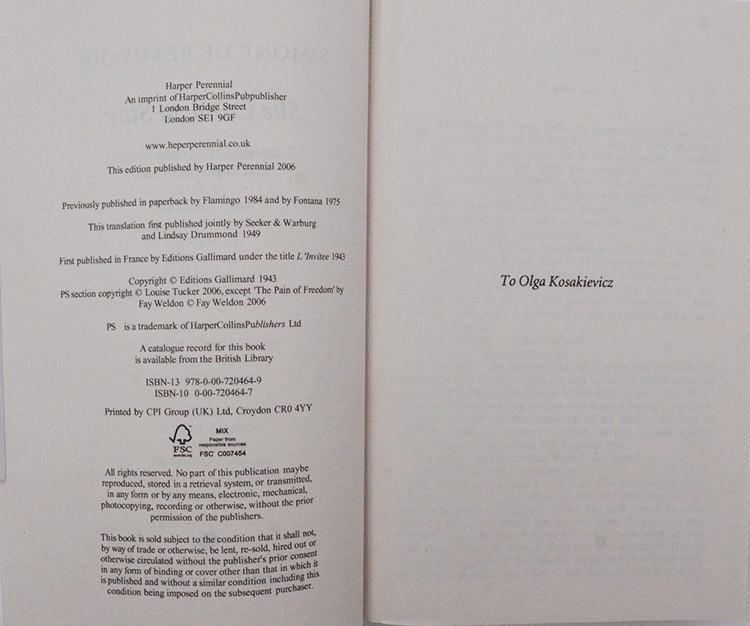 Harper Perennial
An imprint of HarperCollinsPubpublisher
1 London Bridge Street
London SE1 9GF
www.heperperennial.co.uk
This edition published by Harper Perennial 2006
Previously published in paperback by Flamingo 1984 and by Fontana 1975
This translation first published jointly by Seeker & Warburg
and Lindsay Drummond 1949
First published in France by Editions Gallimard under the title L 'Invitee 1943
Copyright © Editions Gallimard 1943
PS section copyright © Louise Tucker 2006, except 'The Pain of Freedom' by
Fay Weldon © Fay Weldon 2006
PS is a trademark of HarperCollinsPublishers Ltd
A catalogue record for this book
is available from the British Library
ISBN-13 978-0-00-720464-9
ISBN-10 0-00-720464-7
Printed by CPI Group (UK) Ltd, Croydon CR0 4YY
FSC
MIX
Paper from
responsible sources
FSC C007454
All rights reserved. No part of this publication maybe
reproduced, stored in a retrieval system, or transmitted,
in any form or by any means, electronic, mechanical,
photocopying, recording or otherwise, without the prior
permission of the publishers.
This book is sold subject to the condition that it shall not,
by way of trade or otherwise, be lent, re-sold, hired out or
otherwise circulated without the publisher's prior consent
in any form of binding or cover other than that in which it
is published and without a similar condition including this
condition being imposed on the subsequent purchaser.
To Olga Kosakievicz